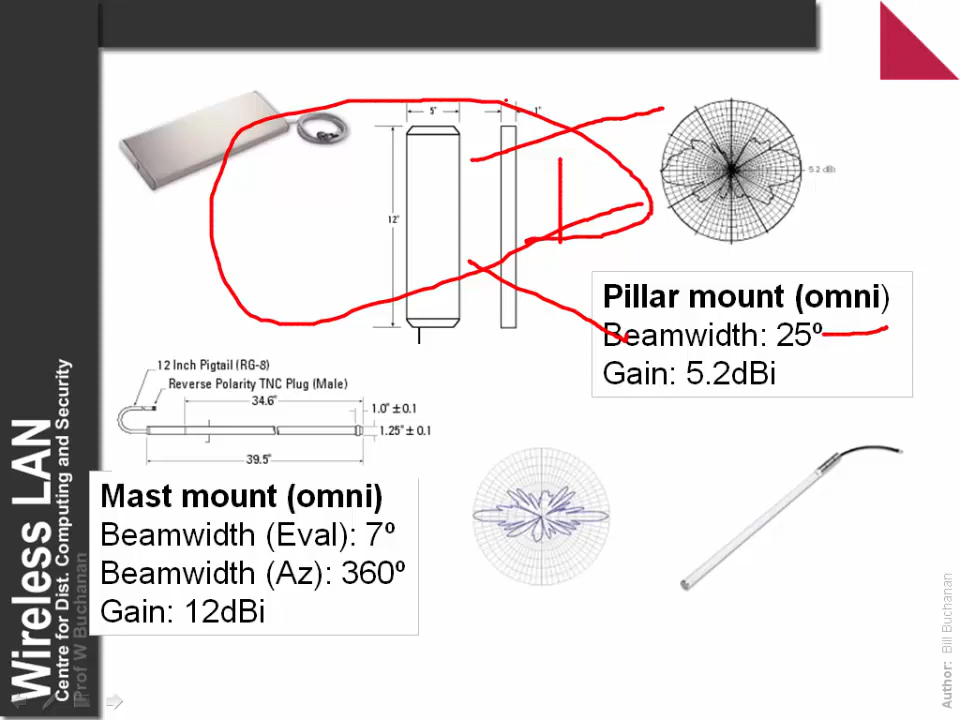 5"
1"
12"
5.2 dBi
Pillar mount (omni)
Beamwidth: 25º
Gain: 5.2dBi
12 Inch Pigtail (RG-8)
Reverse Polarity TNC Plug (Male)
34.6"
1.0" ± 0.1
1.25" ± 0.1
39.5"
Mast mount (omni)
Beamwidth (Eval): 7º
Beamwidth (Az): 360º
Gain: 12dBi
Wireless LAN
Centre for Dist. Computing and Security
Prof W Buchanan
Author: Bill Buchanan